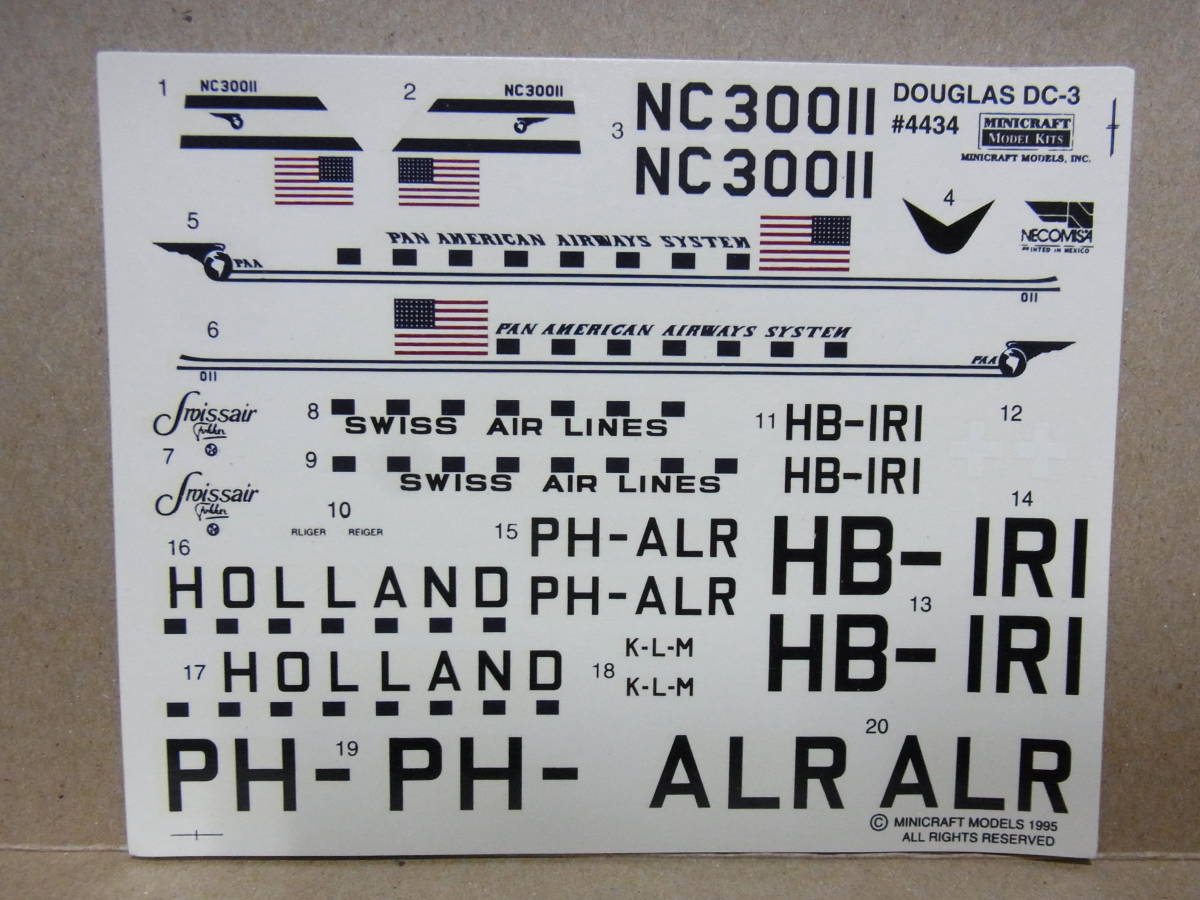 1
NC30011
2
NC30011
3
NC30011
NC30011
DOUGLAS DC-3
#4434
MINICRAFT
MODEL KITS
MINICRAFT MODELS, INC.
4
NECOMISA
PRINTED IN MEXICO
5
PAN AMERICAN AIRWAYS SYSTEM
PAA
011
6
PAN AMERICAN AIRWAYS SYSTEM
PAA
011
Swissair
Fokker
7
Swissair
Fokker
8
SWISS AIR LINES
9
SWISS AIR LINES
10
RLIGER REIGER
11
HB-IRI
HB-IRI
12
14
HB-IRI
13
HB-IRI
15
PH-ALR
PH-ALR
16
HOLLAND
17
HOLLAND
18
K-L-M
K-L-M
19
PH- PH-
20
ALR ALR
© MINICRAFT MODELS 1995
ALL RIGHTS RESERVED